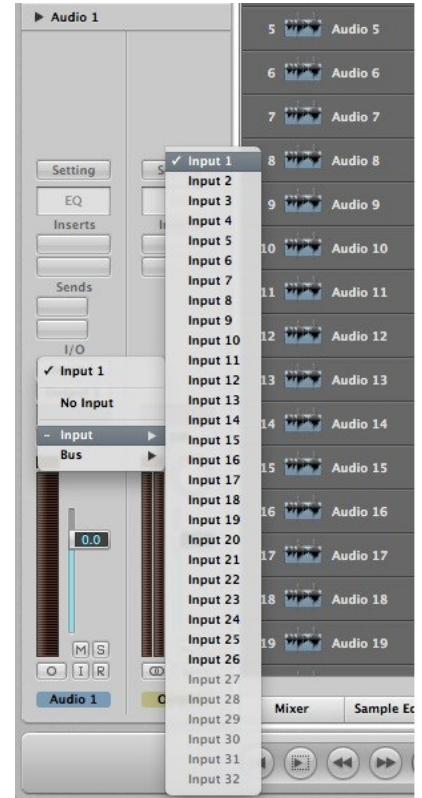 Audio 1
Setting
EQ
Inserts
Sends
I/O
✓ Input 1
No Input
– Input
Bus
0.0
M S
O I R
Audio 1
✓ Input 1
Input 2
Input 3
Input 4
Input 5
Input 6
Input 7
Input 8
Input 9
Input 10
Input 11
Input 12
Input 13
Input 14
Input 15
Input 16
Input 17
Input 18
Input 19
Input 20
Input 21
Input 22
Input 23
Input 24
Input 25
Input 26
Input 27
Input 28
Input 29
Input 30
Input 31
Input 32
5 Audio 5
6 Audio 6
7 Audio 7
8 Audio 8
9 Audio 9
10 Audio 10
11 Audio 11
12 Audio 12
13 Audio 13
14 Audio 14
15 Audio 15
16 Audio 16
17 Audio 17
18 Audio 18
19 Audio 19
Mixer Sample